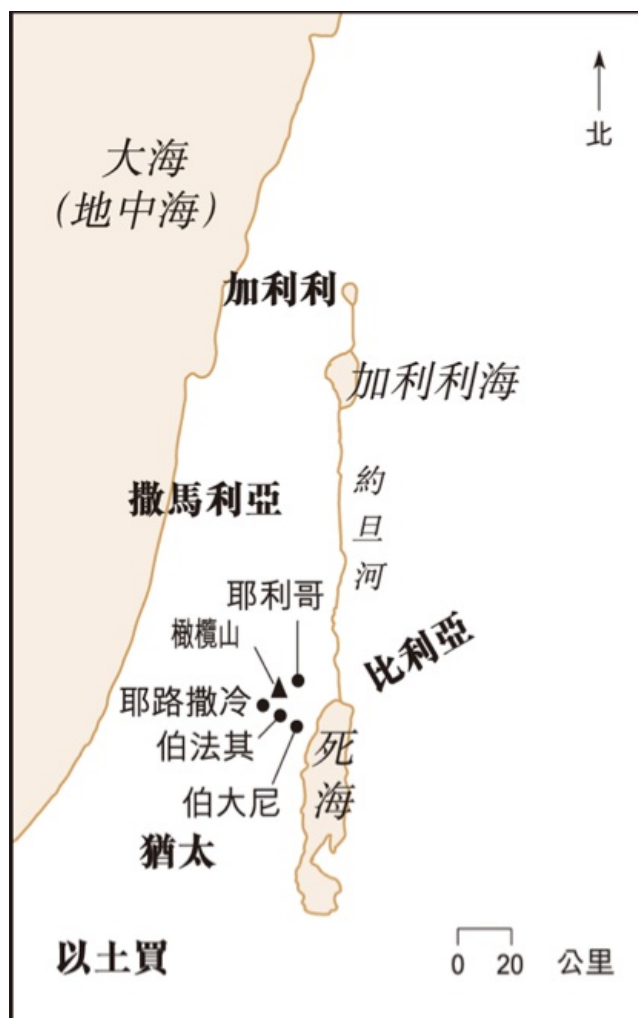 北
大海
(地中海)
加利利
加利利海
撒馬利亞
約旦河
耶利哥
橄欖山
比利亞
耶路撒冷
伯法其
死海
伯大尼
猶太
以土買
0 20 公里